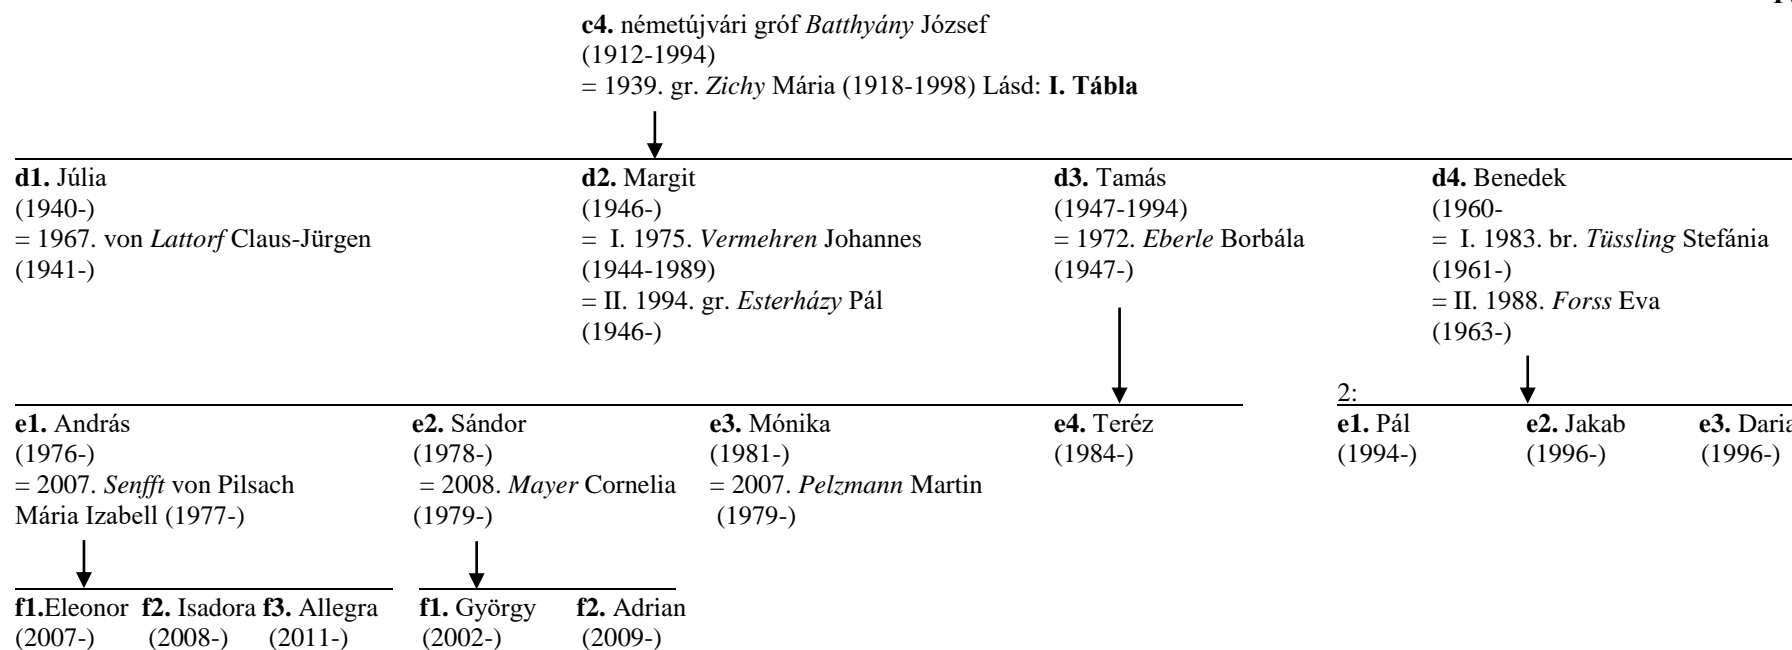 c4. németújvári gróf Batthyány József
(1912-1994)
= 1939. gr. Zichy Mária (1918-1998) Lásd: I. Tábla
d1. Júlia d2. Margit d3. Tamás d4. Benedek
(1940-) (1946-) (1947-1994) (1960-
= 1967. von Lattorf Claus-Jürgen = I. 1975. Vermehren Johannes = 1972. Eberle Borbála = I. 1983. br. Tüssling Stefánia
(1941-) (1944-1989) (1947-) (1961-)
= II. 1994. gr. Esterházy Pál = II. 1988. Forss Eva
(1946-) (1963-)
2:
e1. András e2. Sándor e3. Mónika e4. Teréz e1. Pál e2. Jakab e3. Daria
(1976-) (1978-) (1981-) (1984-) (1994-) (1996-) (1996-)
= 2007. Senfft von Pilsach = 2008. Mayer Cornelia = 2007. Pelzmann Martin
Mária Izabell (1977-) (1979-) (1979-)
f1.Eleonor f2. Isadora f3. Allegra f1. György f2. Adrian
(2007-) (2008-) (2011-) (2002-) (2009-)